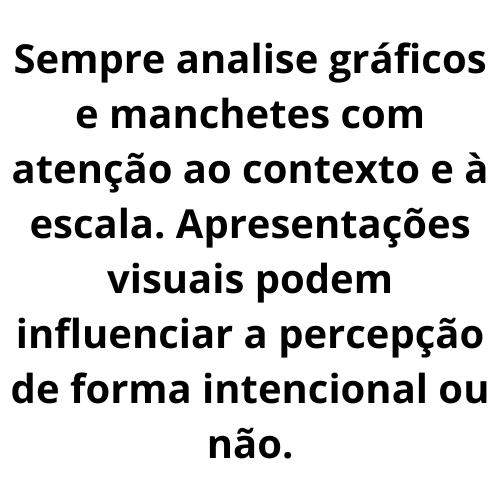 Sempre analise gráficos
e manchetes com
atenção ao contexto e à
escala. Apresentações
visuais podem
influenciar a percepção
de forma intencional ou
não.